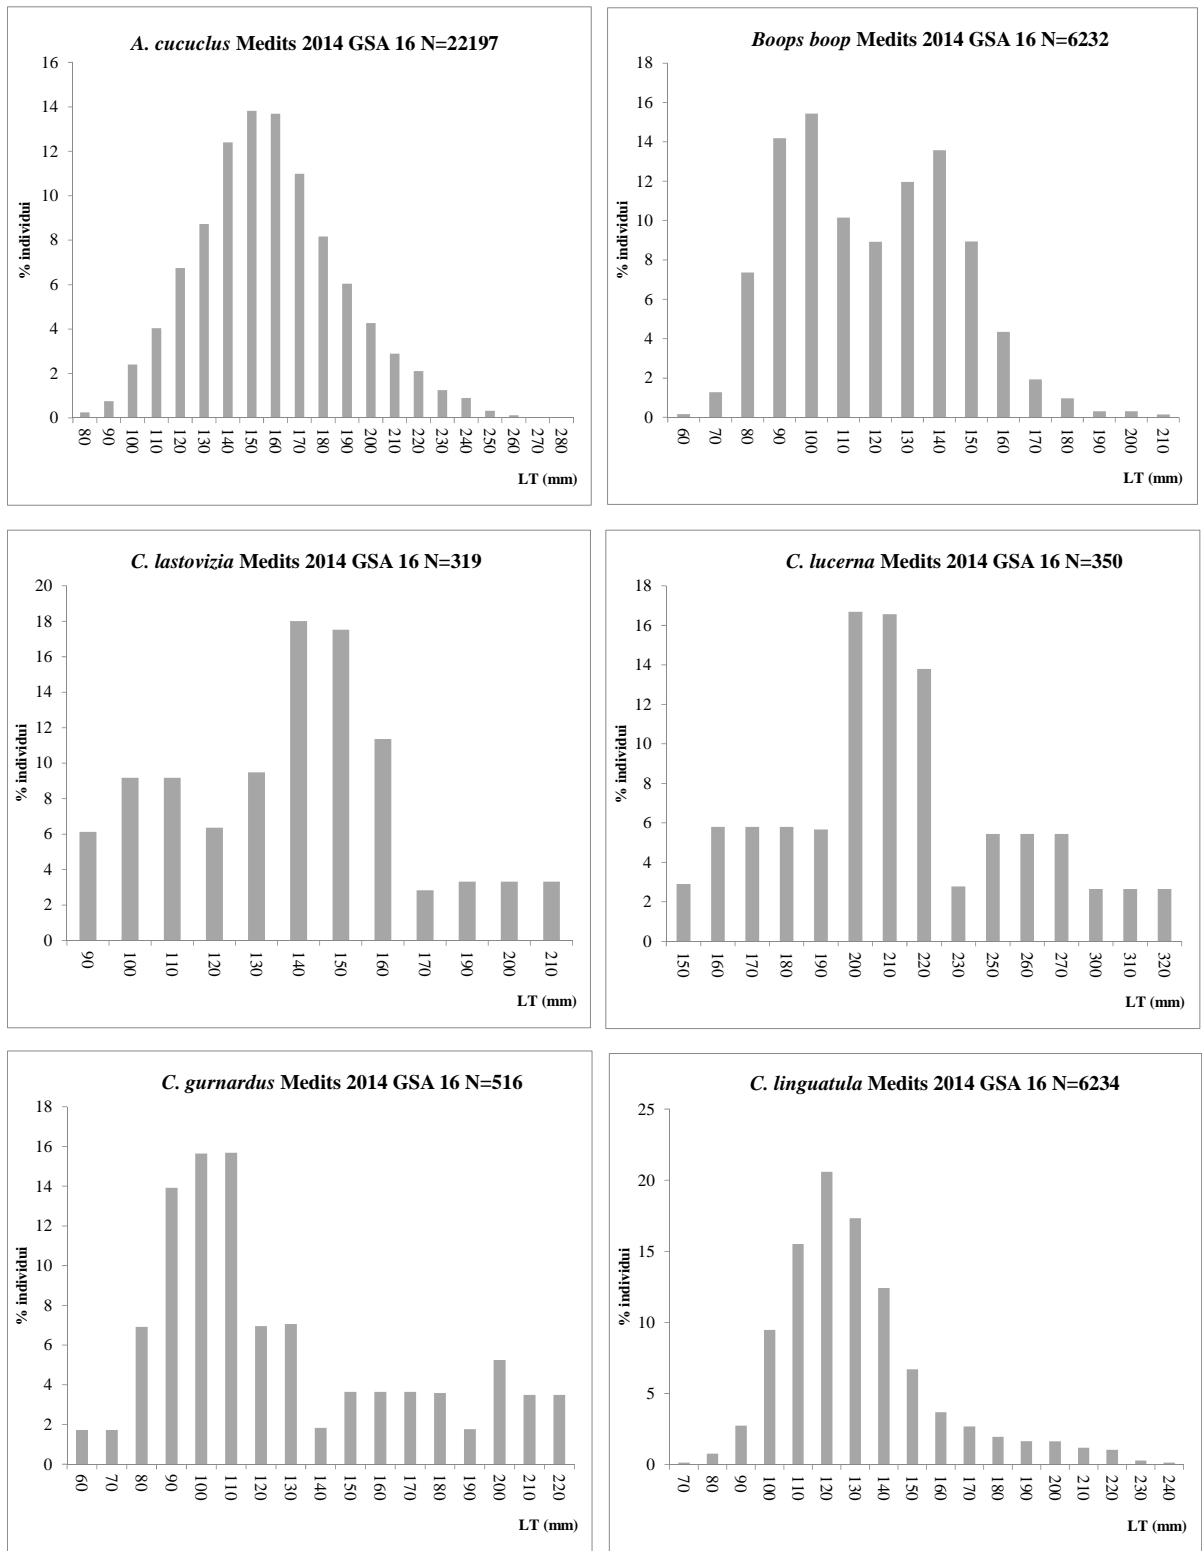 A. cucuclus Medits 2014 GSA 16 N=22197
16
14
12
10
8
6
4
2
0
% individui
80 90 100 110 120 130 140 150 160 170 180 190 200 210 220 230 240 250 260 270 280
LT (mm)
Boops boop Medits 2014 GSA 16 N=6232
18
16
14
12
10
8
6
4
2
0
% individui
60 70 80 90 100 110 120 130 140 150 160 170 180 190 200 210
LT (mm)
C. lastovizia Medits 2014 GSA 16 N=319
20
18
16
14
12
10
8
6
4
2
0
% individui
90 100 110 120 130 140 150 160 170 190 200 210
LT (mm)
C. lucerna Medits 2014 GSA 16 N=350
18
16
14
12
10
8
6
4
2
0
% individui
150 160 170 180 190 200 210 220 230 250 260 270 300 310 320
LT (mm)
C. gurnardus Medits 2014 GSA 16 N=516
18
16
14
12
10
8
6
4
2
0
% individui
60 70 80 90 100 110 120 130 140 150 160 170 180 190 200 210 220
LT (mm)
C. linguatula Medits 2014 GSA 16 N=6234
25
20
15
10
5
0
% individui
70 80 90 100 110 120 130 140 150 160 170 180 190 200 210 220 230 240
LT (mm)